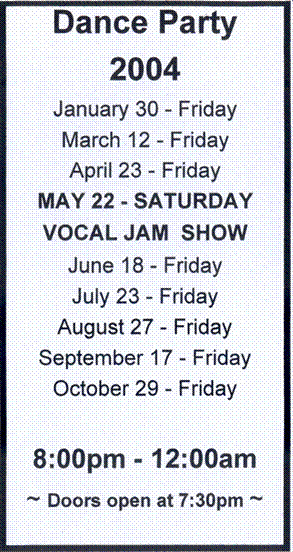 Dance Party
2004
January 30 - Friday
March 12 - Friday
April 23 - Friday
MAY 22 - SATURDAY
VOCAL JAM  SHOW
June 18 - Friday
July 23 - Friday
August 27 - Friday
September 17 - Friday
October 29 - Friday
8:00pm - 12:00am
~ Doors open at 7:30pm ~